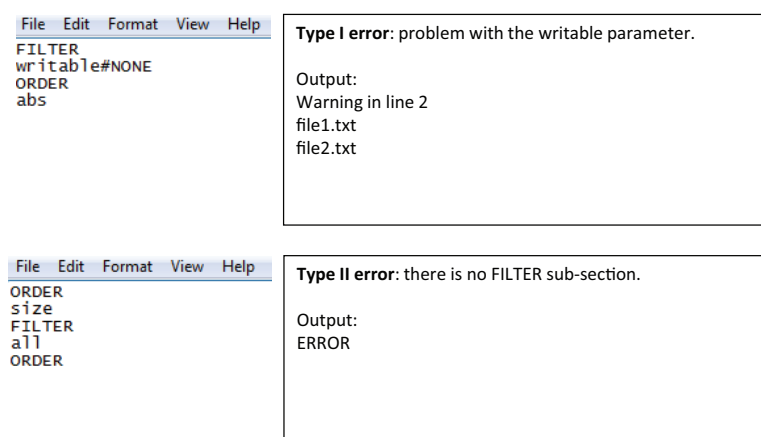 File Edit Format View Help
FILTER
writable#NONE
ORDER
abs
Type I error: problem with the writable parameter.
Output:
Warning in line 2
file1.txt
file2.txt
File Edit Format View Help
ORDER
size
FILTER
all
ORDER
Type II error: there is no FILTER sub-section.
Output:
ERROR